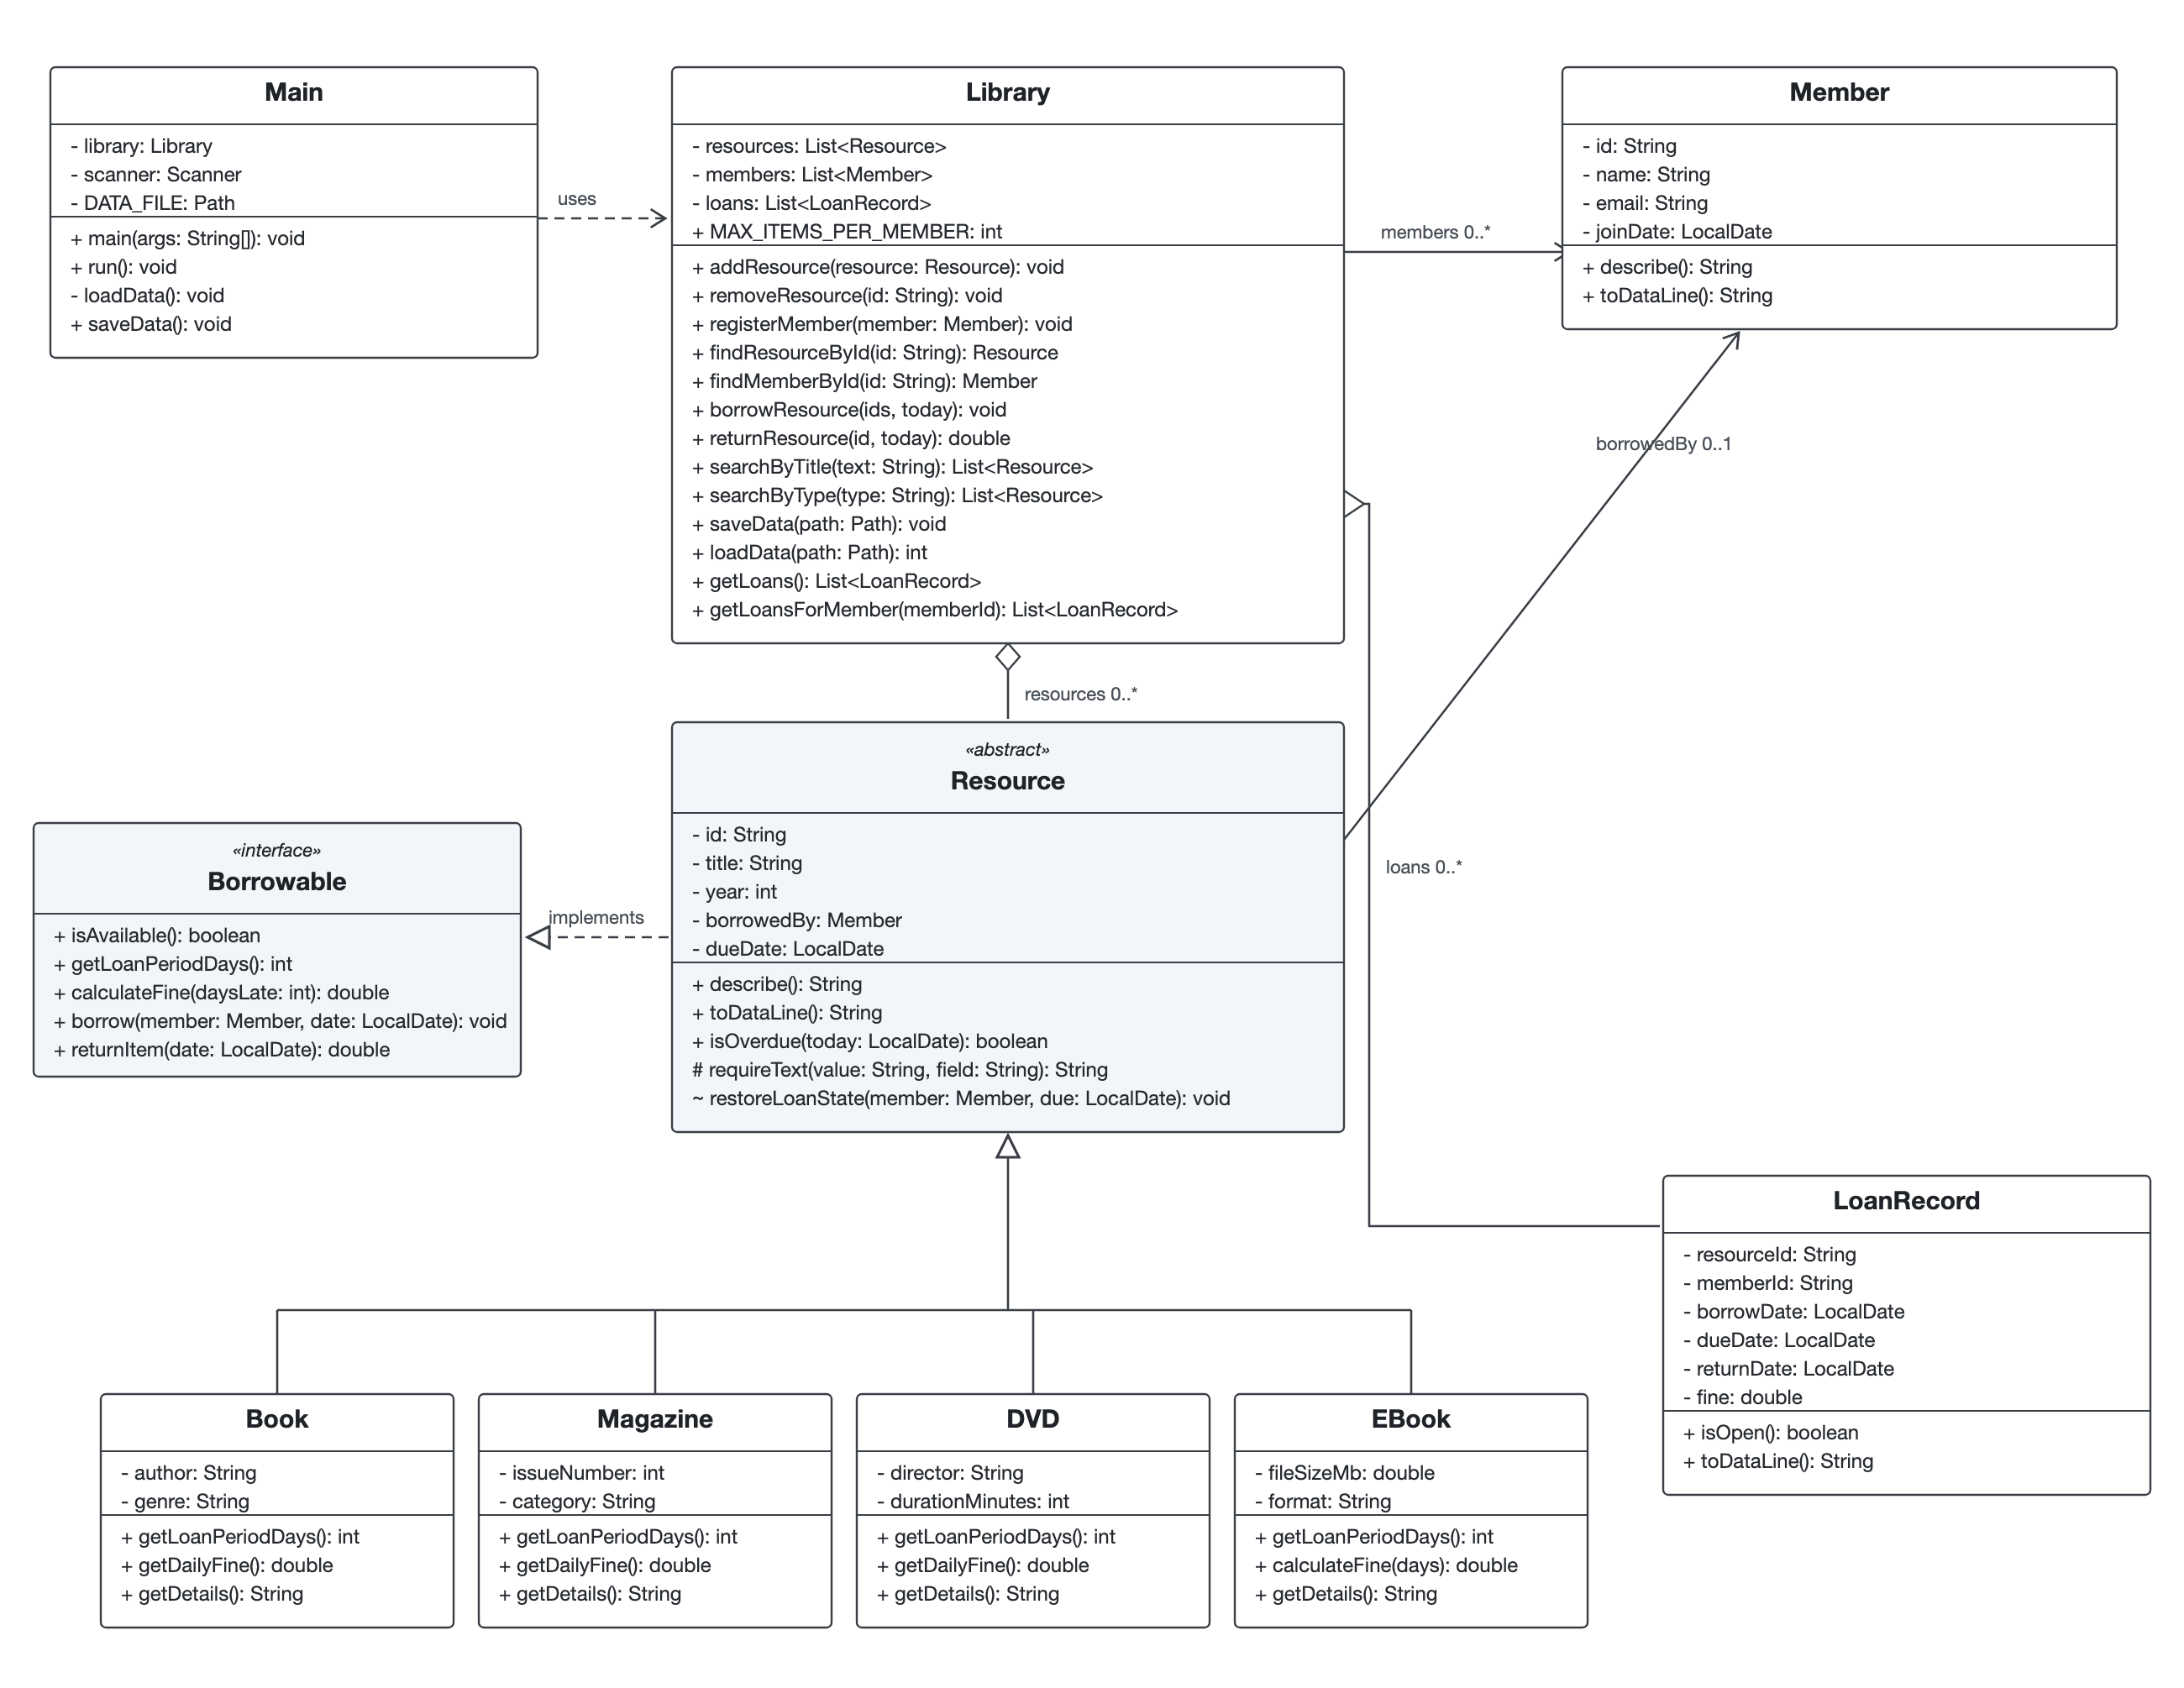 Main
- library: Library
- scanner: Scanner
- DATA_FILE: Path
+ main(args: String[]): void
+ run(): void
- loadData(): void
+ saveData(): void
uses
Library
- resources: List<Resource>
- members: List<Member>
- loans: List<LoanRecord>
+ MAX_ITEMS_PER_MEMBER: int
+ addResource(resource: Resource): void
+ removeResource(id: String): void
+ registerMember(member: Member): void
+ findResourceById(id: String): Resource
+ findMemberById(id: String): Member
+ borrowResource(ids, today): void
+ returnResource(id, today): double
+ searchByTitle(text: String): List<Resource>
+ searchByType(type: String): List<Resource>
+ saveData(path: Path): void
+ loadData(path: Path): int
+ getLoans(): List<LoanRecord>
+ getLoansForMember(memberId): List<LoanRecord>
members 0..*
Member
- id: String
- name: String
- email: String
- joinDate: LocalDate
+ describe(): String
+ toDataLine(): String
borrowedBy 0..1
resources 0..*
«interface»
Borrowable
+ isAvailable(): boolean
+ getLoanPeriodDays(): int
+ calculateFine(daysLate: int): double
+ borrow(member: Member, date: LocalDate): void
+ returnItem(date: LocalDate): double
implements
«abstract»
Resource
- id: String
- title: String
- year: int
- borrowedBy: Member
- dueDate: LocalDate
+ describe(): String
+ toDataLine(): String
+ isOverdue(today: LocalDate): boolean
# requireText(value: String, field: String): String
~ restoreLoanState(member: Member, due: LocalDate): void
loans 0..*
LoanRecord
- resourceId: String
- memberId: String
- borrowDate: LocalDate
- dueDate: LocalDate
- returnDate: LocalDate
- fine: double
+ isOpen(): boolean
+ toDataLine(): String
Book
- author: String
- genre: String
+ getLoanPeriodDays(): int
+ getDailyFine(): double
+ getDetails(): String
Magazine
- issueNumber: int
- category: String
+ getLoanPeriodDays(): int
+ getDailyFine(): double
+ getDetails(): String
DVD
- director: String
- durationMinutes: int
+ getLoanPeriodDays(): int
+ getDailyFine(): double
+ getDetails(): String
EBook
- fileSizeMb: double
- format: String
+ getLoanPeriodDays(): int
+ calculateFine(days): double
+ getDetails(): String